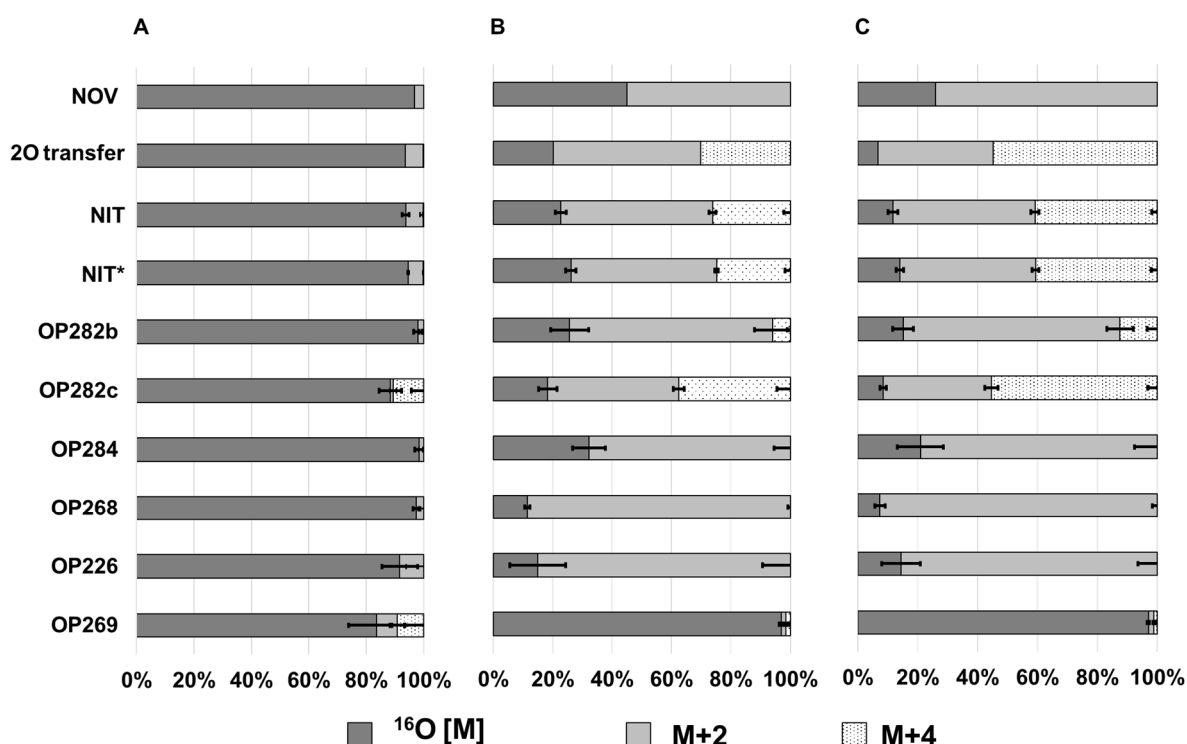 A B C
NOV
2O transfer
NIT
NIT*
OP282b
OP282c
OP284
OP268
OP226
OP269
0% 20% 40% 60% 80% 100% 0% 20% 40% 60% 80% 100% 0% 20% 40% 60% 80% 100%
¹⁶O [M] M+2 M+4